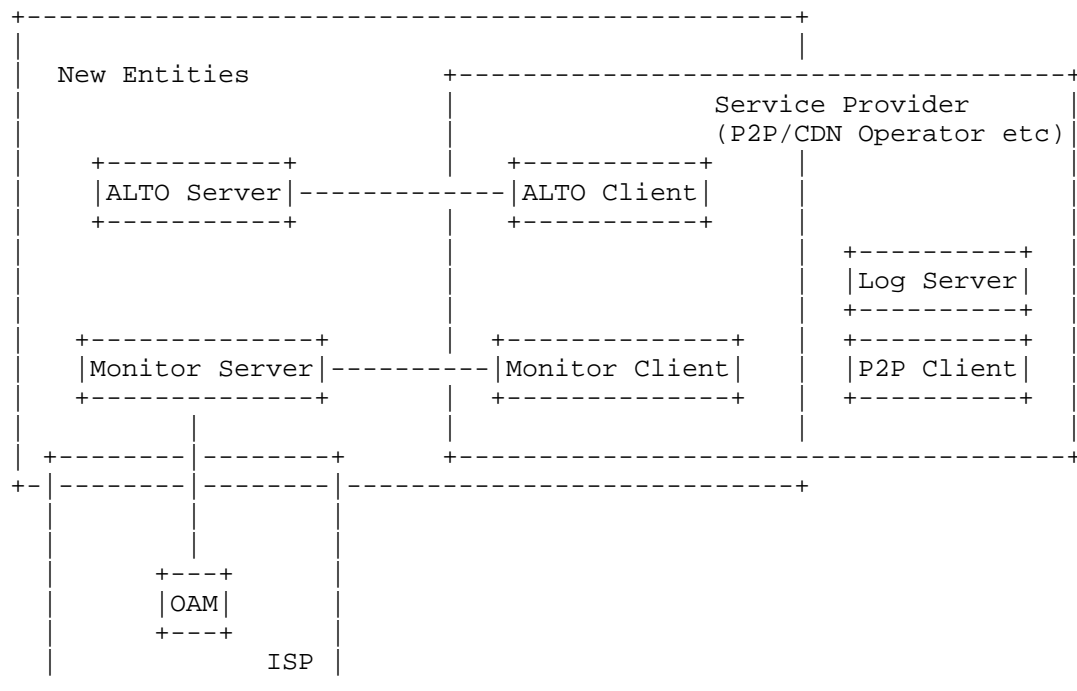 New Entities
Service Provider
(P2P/CDN Operator etc)
ALTO Server ALTO Client
Log Server
Monitor Server Monitor Client P2P Client
OAM
ISP